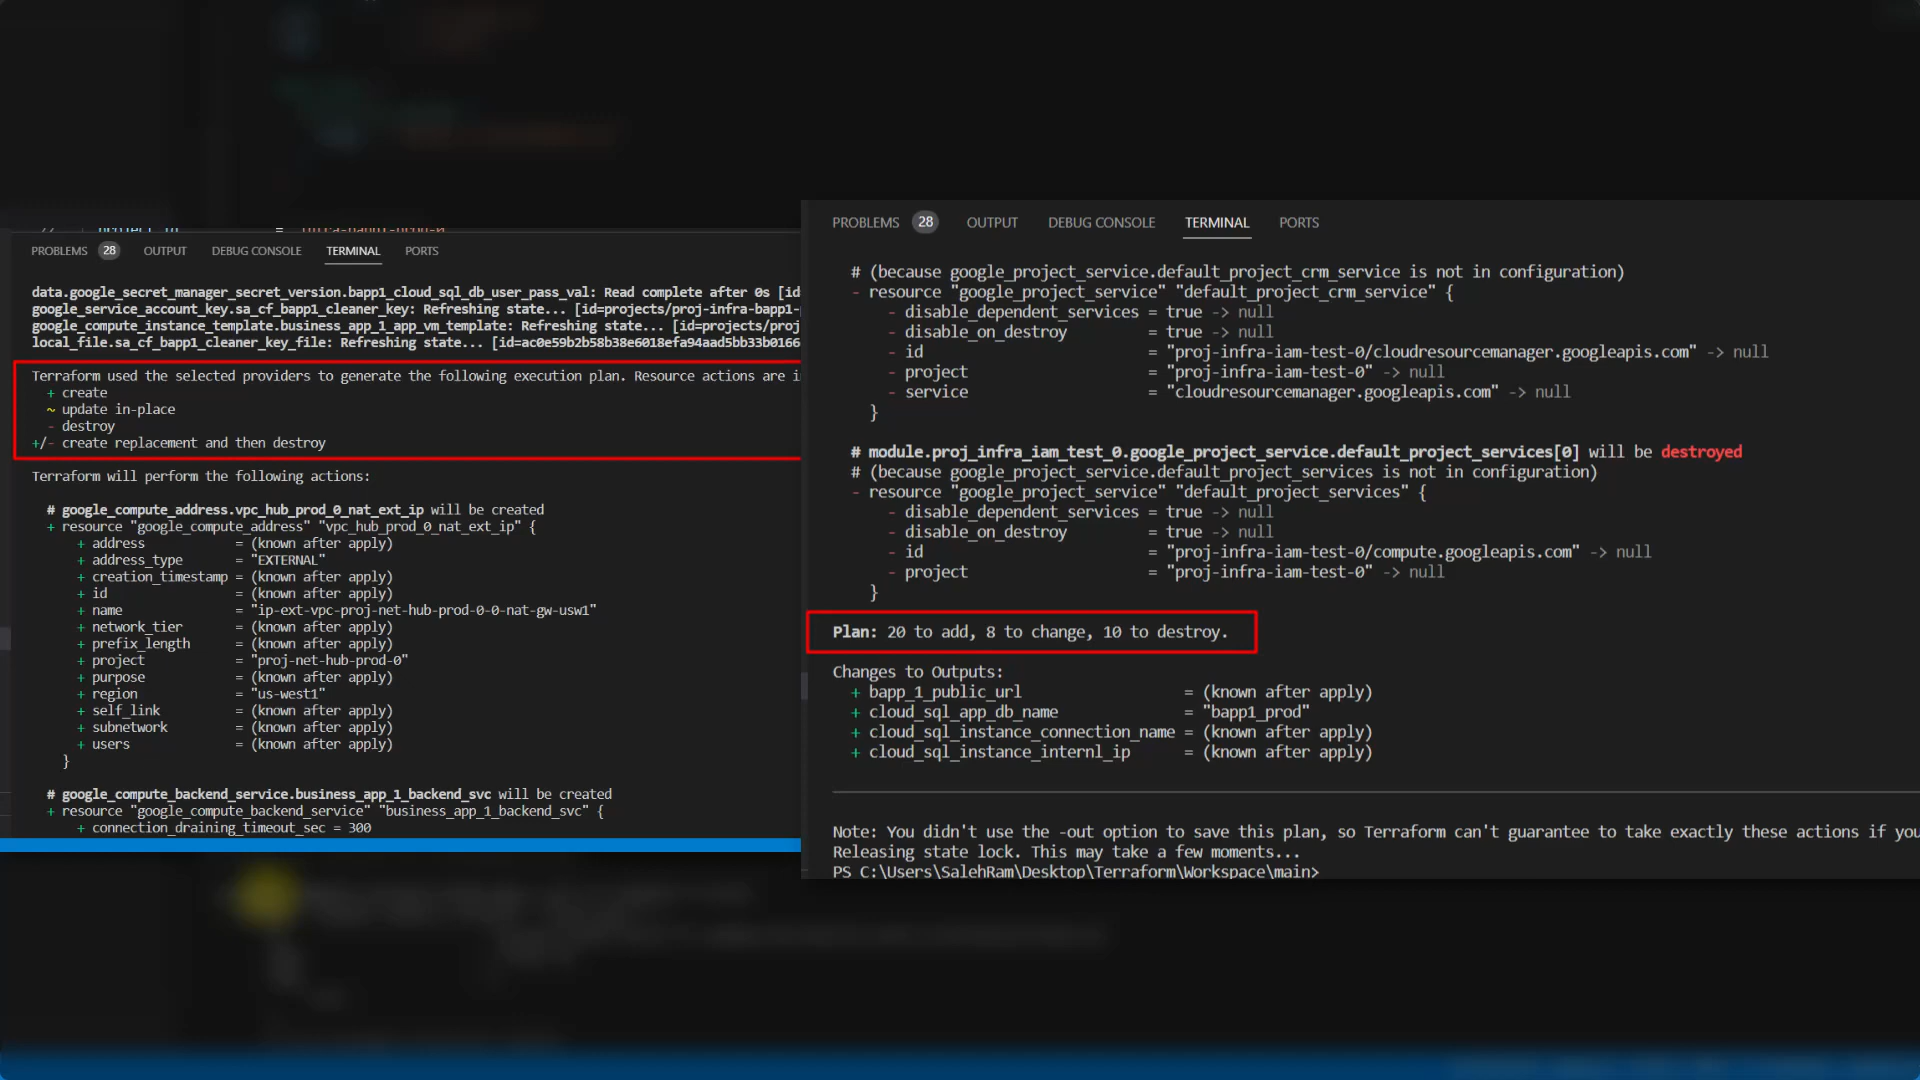 // project_id = "infra-bapp1-prod-0"
PROBLEMS 28 OUTPUT DEBUG CONSOLE TERMINAL PORTS
data.google_secret_manager_secret_version.bapp1_cloud_sql_db_user_pass_val: Read complete after 0s [id
google_service_account_key.sa_cf_bapp1_cleaner_key: Refreshing state... [id=projects/proj-infra-bapp1-
google_compute_instance_template.business_app_1_app_vm_template: Refreshing state... [id=projects/proj
local_file.sa_cf_bapp1_cleaner_key_file: Refreshing state... [id=ac0e59b2b58b38e6018efa94aad5bb33b0166
Terraform used the selected providers to generate the following execution plan. Resource actions are i
+ create
~ update in-place
- destroy
+/- create replacement and then destroy
Terraform will perform the following actions:
# google_compute_address.vpc_hub_prod_0_nat_ext_ip will be created
+ resource "google_compute_address" "vpc_hub_prod_0_nat_ext_ip" {
+ address = (known after apply)
+ address_type = "EXTERNAL"
+ creation_timestamp = (known after apply)
+ id = (known after apply)
+ name = "ip-ext-vpc-proj-net-hub-prod-0-0-nat-gw-usw1"
+ network_tier = (known after apply)
+ prefix_length = (known after apply)
+ project = "proj-net-hub-prod-0"
+ purpose = (known after apply)
+ region = "us-west1"
+ self_link = (known after apply)
+ subnetwork = (known after apply)
+ users = (known after apply)
}
# google_compute_backend_service.business_app_1_backend_svc will be created
+ resource "google_compute_backend_service" "business_app_1_backend_svc" {
+ connection_draining_timeout_sec = 300
PROBLEMS 28 OUTPUT DEBUG CONSOLE TERMINAL PORTS
# (because google_project_service.default_project_crm_service is not in configuration)
- resource "google_project_service" "default_project_crm_service" {
- disable_dependent_services = true -> null
- disable_on_destroy = true -> null
- id = "proj-infra-iam-test-0/cloudresourcemanager.googleapis.com" -> null
- project = "proj-infra-iam-test-0" -> null
- service = "cloudresourcemanager.googleapis.com" -> null
}
# module.proj_infra_iam_test_0.google_project_service.default_project_services[0] will be destroyed
# (because google_project_service.default_project_services is not in configuration)
- resource "google_project_service" "default_project_services" {
- disable_dependent_services = true -> null
- disable_on_destroy = true -> null
- id = "proj-infra-iam-test-0/compute.googleapis.com" -> null
- project = "proj-infra-iam-test-0" -> null
}
Plan: 20 to add, 8 to change, 10 to destroy.
Changes to Outputs:
+ bapp_1_public_url = (known after apply)
+ cloud_sql_app_db_name = "bapp1_prod"
+ cloud_sql_instance_connection_name = (known after apply)
+ cloud_sql_instance_internl_ip = (known after apply)
Note: You didn't use the -out option to save this plan, so Terraform can't guarantee to take exactly these actions if you
Releasing state lock. This may take a few moments...
PS C:\Users\SalehRam\Desktop\Terraform\Workspace\main>